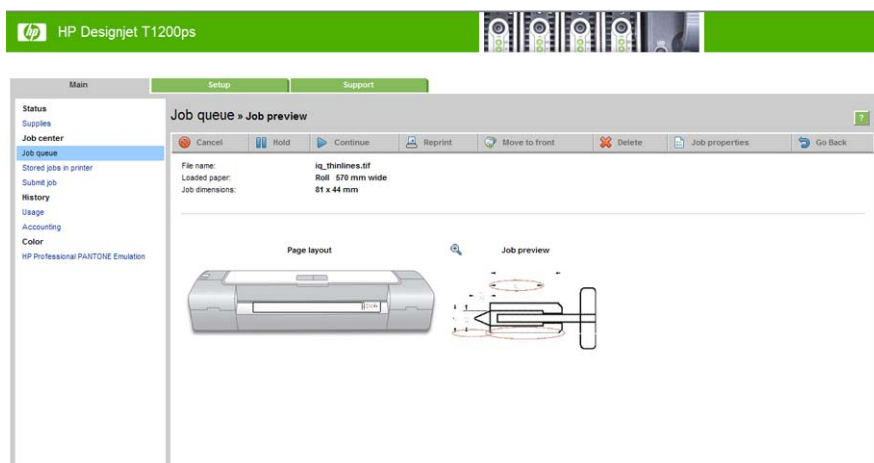 hp HP Designjet T1200ps
Main Setup Support
Status
Supplies
Job center
Job queue
Stored jobs in printer
Submit job
History
Usage
Accounting
Color
HP Professional PANTONE Emulation
Job queue » Job preview
?
Cancel Hold Continue Reprint Move to front Delete Job properties Go Back
File name: iq_thinlines.tif
Loaded paper: Roll 570 mm wide
Job dimensions: 81 x 44 mm
Page layout
Job preview